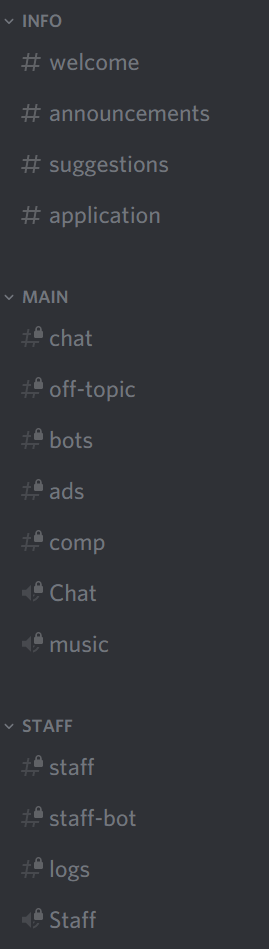 INFO
# welcome
# announcements
# suggestions
# application
MAIN
# chat
# off-topic
# bots
# ads
# comp
Chat
music
STAFF
# staff
# staff-bot
# logs
Staff